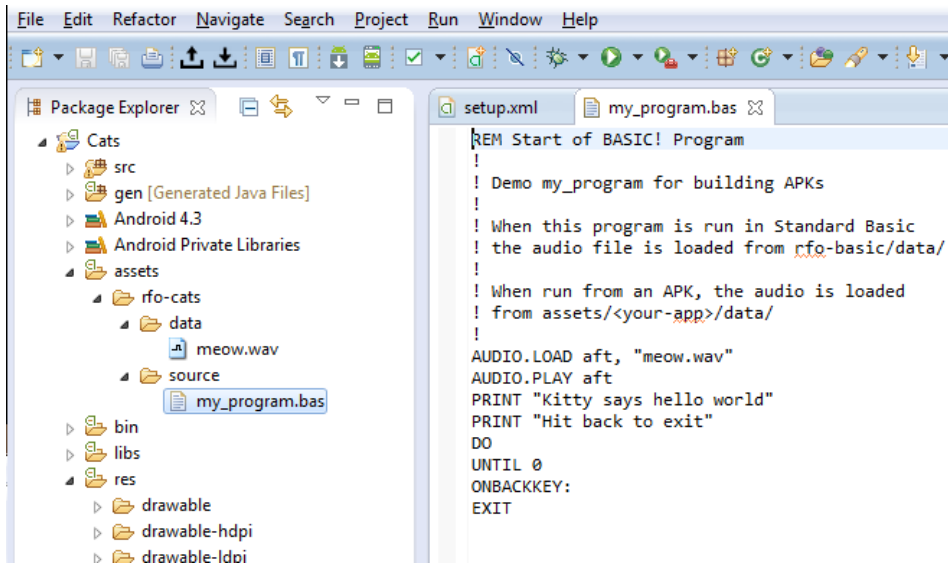 File Edit Refactor Navigate Search Project Run Window Help
Package Explorer
Cats
src
gen [Generated Java Files]
Android 4.3
Android Private Libraries
assets
rfo-cats
data
meow.wav
source
my_program.bas
bin
libs
res
drawable
drawable-hdpi
drawable-ldpi
setup.xml
my_program.bas
REM Start of BASIC! Program
!
! Demo my_program for building APKs
!
! When this program is run in Standard Basic
! the audio file is loaded from rfo-basic/data/
!
! When run from an APK, the audio is loaded
! from assets/<your-app>/data/
!
AUDIO.LOAD aft, "meow.wav"
AUDIO.PLAY aft
PRINT "Kitty says hello world"
PRINT "Hit back to exit"
DO
UNTIL 0
ONBACKKEY:
EXIT